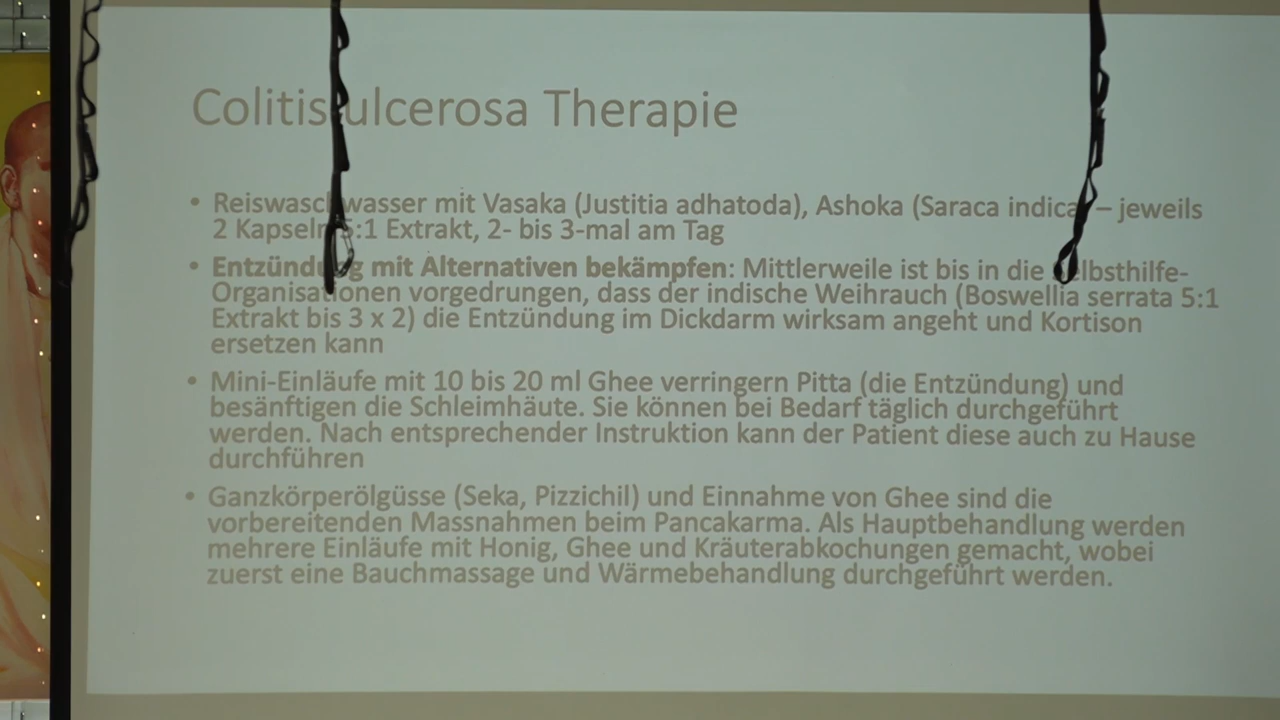 Colitis ulcerosa Therapie
• Reiswaschwasser mit Vasaka (Justitia adhatoda), Ashoka (Saraca indica) – jeweils
2 Kapseln 5:1 Extrakt, 2- bis 3-mal am Tag
• Entzündung mit Alternativen bekämpfen: Mittlerweile ist bis in die Selbsthilfe-
Organisationen vorgedrungen, dass der indische Weihrauch (Boswellia serrata 5:1
Extrakt bis 3 x 2) die Entzündung im Dickdarm wirksam angeht und Kortison
ersetzen kann
• Mini-Einläufe mit 10 bis 20 ml Ghee verringern Pitta (die Entzündung) und
besänftigen die Schleimhäute. Sie können bei Bedarf täglich durchgeführt
werden. Nach entsprechender Instruktion kann der Patient diese auch zu Hause
durchführen
• Ganzkörperölgüsse (Seka, Pizzichil) und Einnahme von Ghee sind die
vorbereitenden Massnahmen beim Pancakarma. Als Hauptbehandlung werden
mehrere Einläufe mit Honig, Ghee und Kräuterabkochungen gemacht, wobei
zuerst eine Bauchmassage und Wärmebehandlung durchgeführt werden.